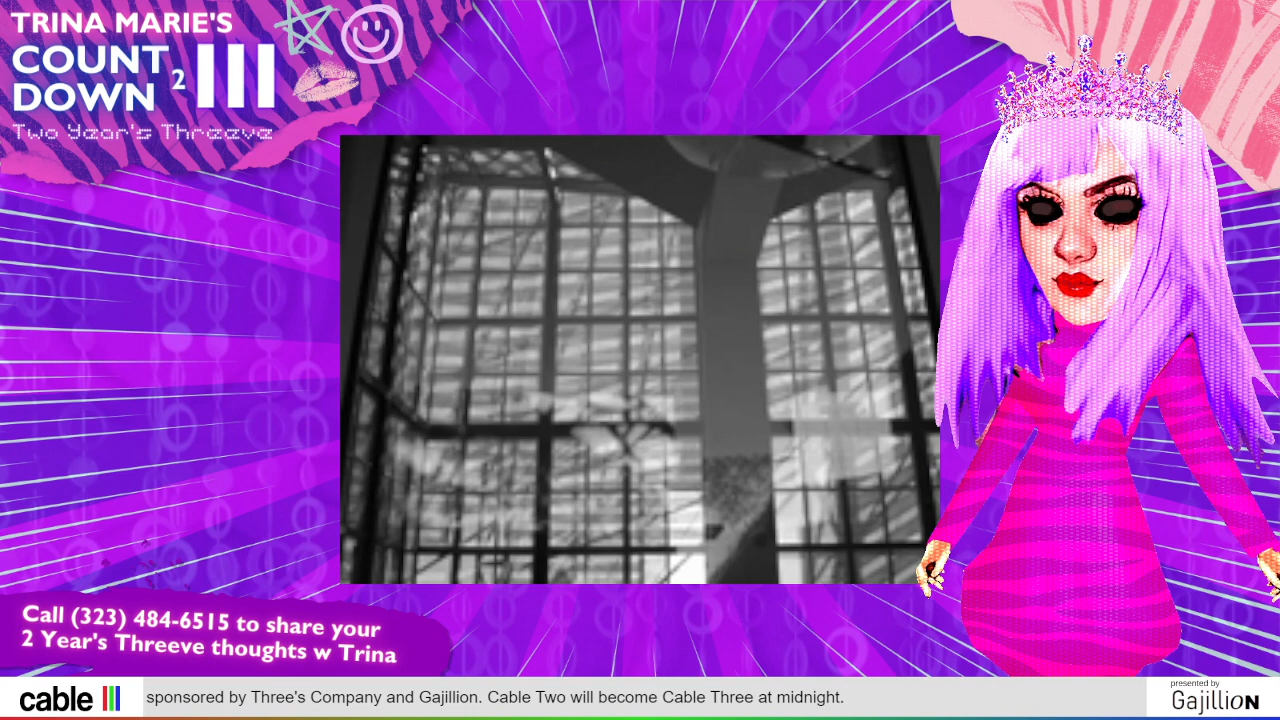 TRINA MARIE'S
COUNT
2 III
DOWN
Two Year's Threeve
Call (323) 484-6515 to share your
2 Year's Threeve thoughts w Trina
cable III sponsored by Three's Company and Gajillion. Cable Two will become Cable Three at midnight.
presented by
GajilliON